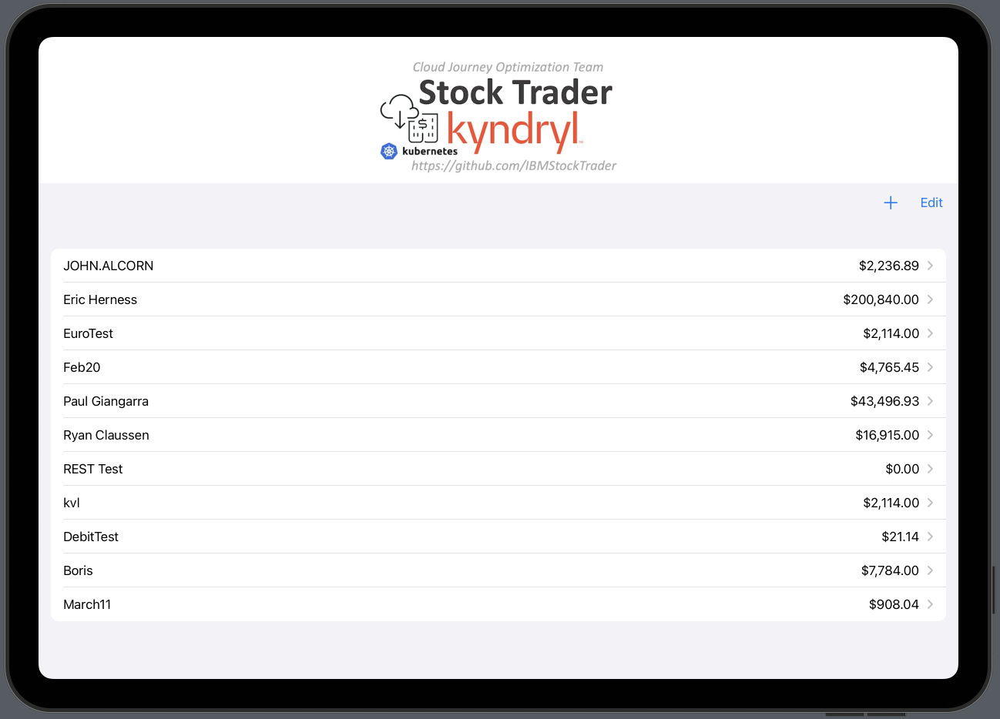 Cloud Journey Optimization Team
Stock Trader
kyndryl™
kubernetes
https://github.com/IBMStockTrader
+ Edit
JOHN.ALCORN $2,236.89
Eric Herness $200,840.00
EuroTest $2,114.00
Feb20 $4,765.45
Paul Giangarra $43,496.93
Ryan Claussen $16,915.00
REST Test $0.00
kvl $2,114.00
DebitTest $21.14
Boris $7,784.00
March11 $908.04